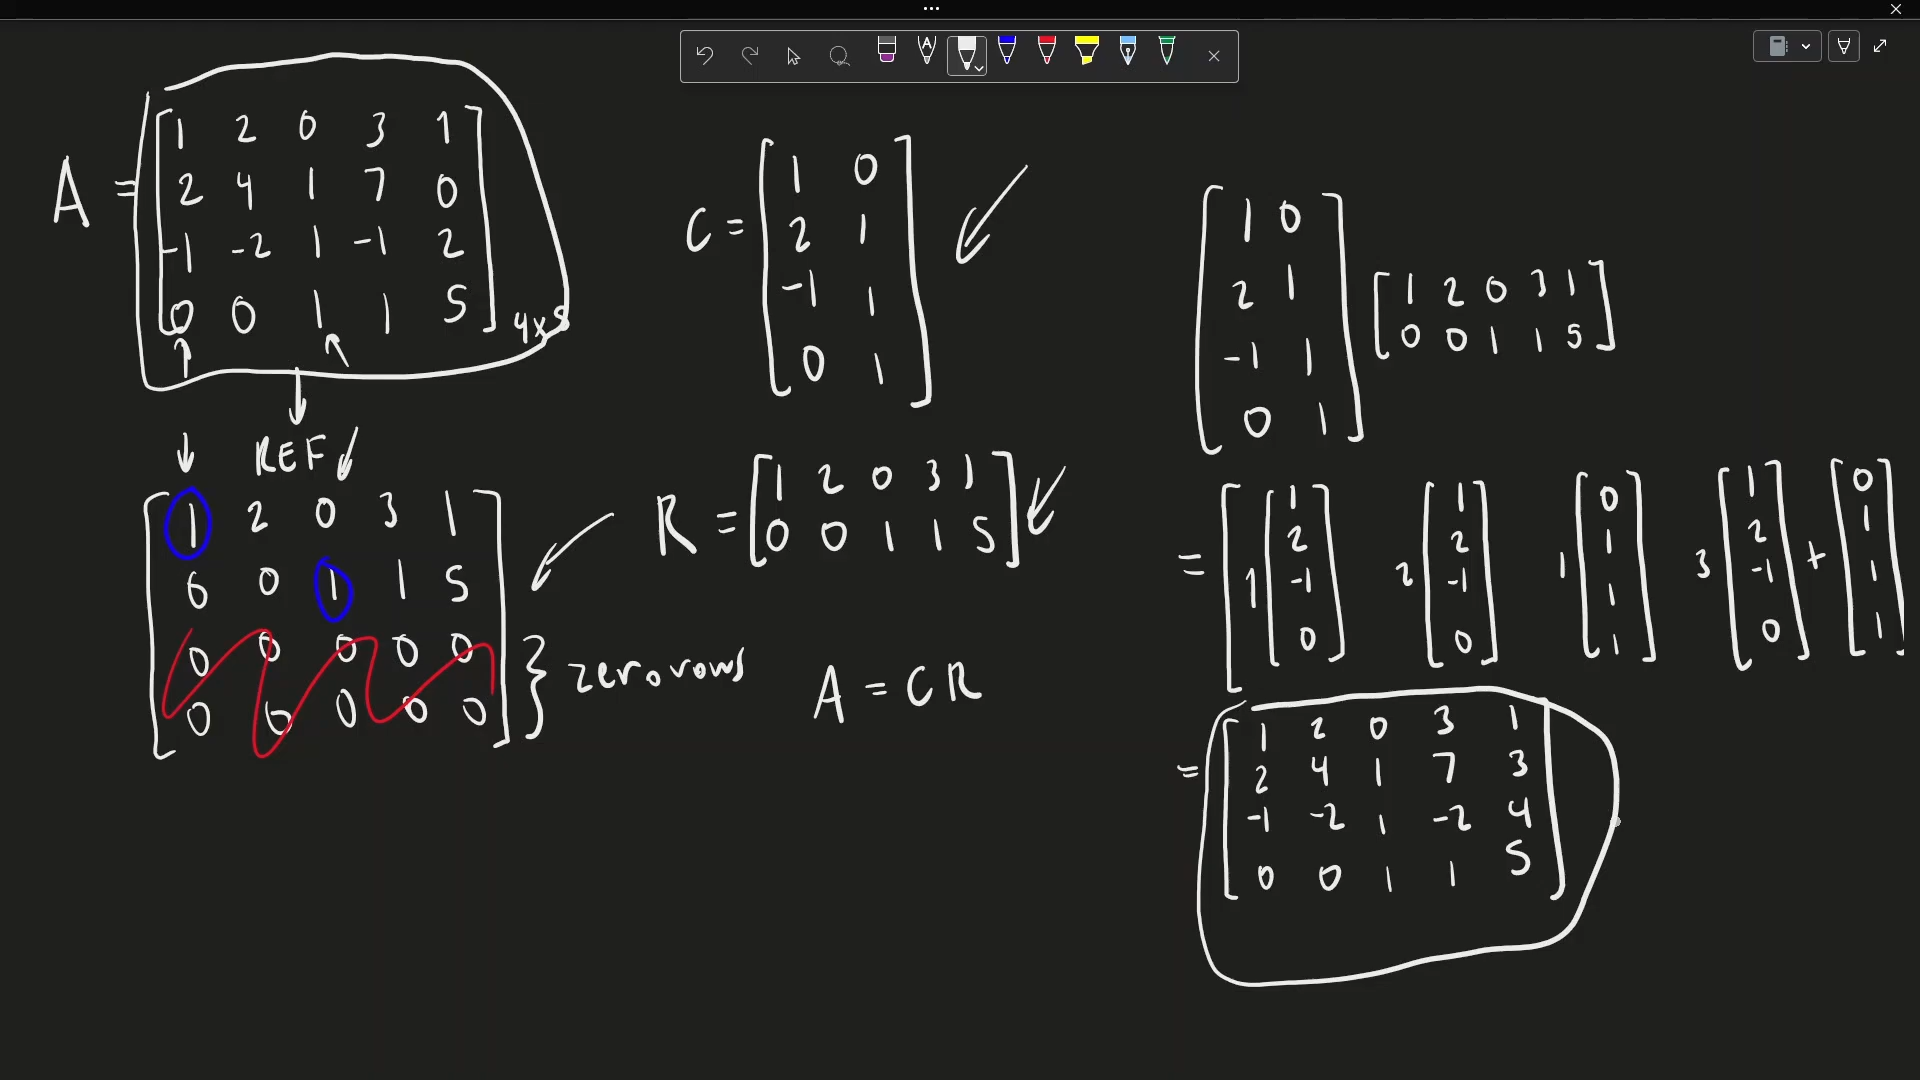 A = [1 2 0 3 1
2 4 1 7 0
-1 -2 1 -1 2
0 0 1 1 5] 4x5
REF
[1 2 0 3 1
0 0 1 1 5
0 0 0 0 0
0 0 0 0 0] } zero rows
C = [1 0
2 1
-1 1
0 1]
R = [1 2 0 3 1
0 0 1 1 5]
A = CR
[1 0
2 1
-1 1
0 1] [1 2 0 3 1
0 0 1 1 5]
= [1 [1 2 -1 0] 2 [1 2 -1 0] 1 [0 1 1 1] 3 [1 2 -1 0] + [0 1 1 1]
= [1 2 0 3 1
2 4 1 7 3
-1 -2 1 -2 4
0 0 1 1 5]